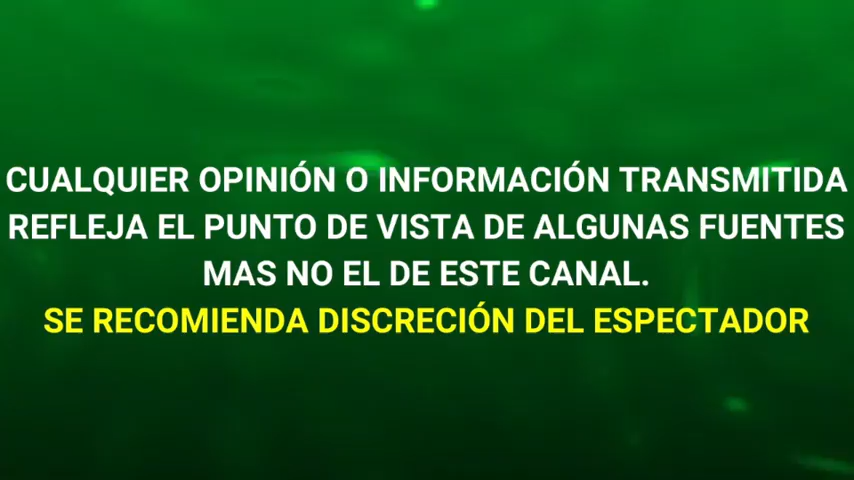 CUALQUIER OPINIÓN O INFORMACIÓN TRANSMITIDA
REFLEJA EL PUNTO DE VISTA DE ALGUNAS FUENTES
MAS NO EL DE ESTE CANAL.
SE RECOMIENDA DISCRECIÓN DEL ESPECTADOR